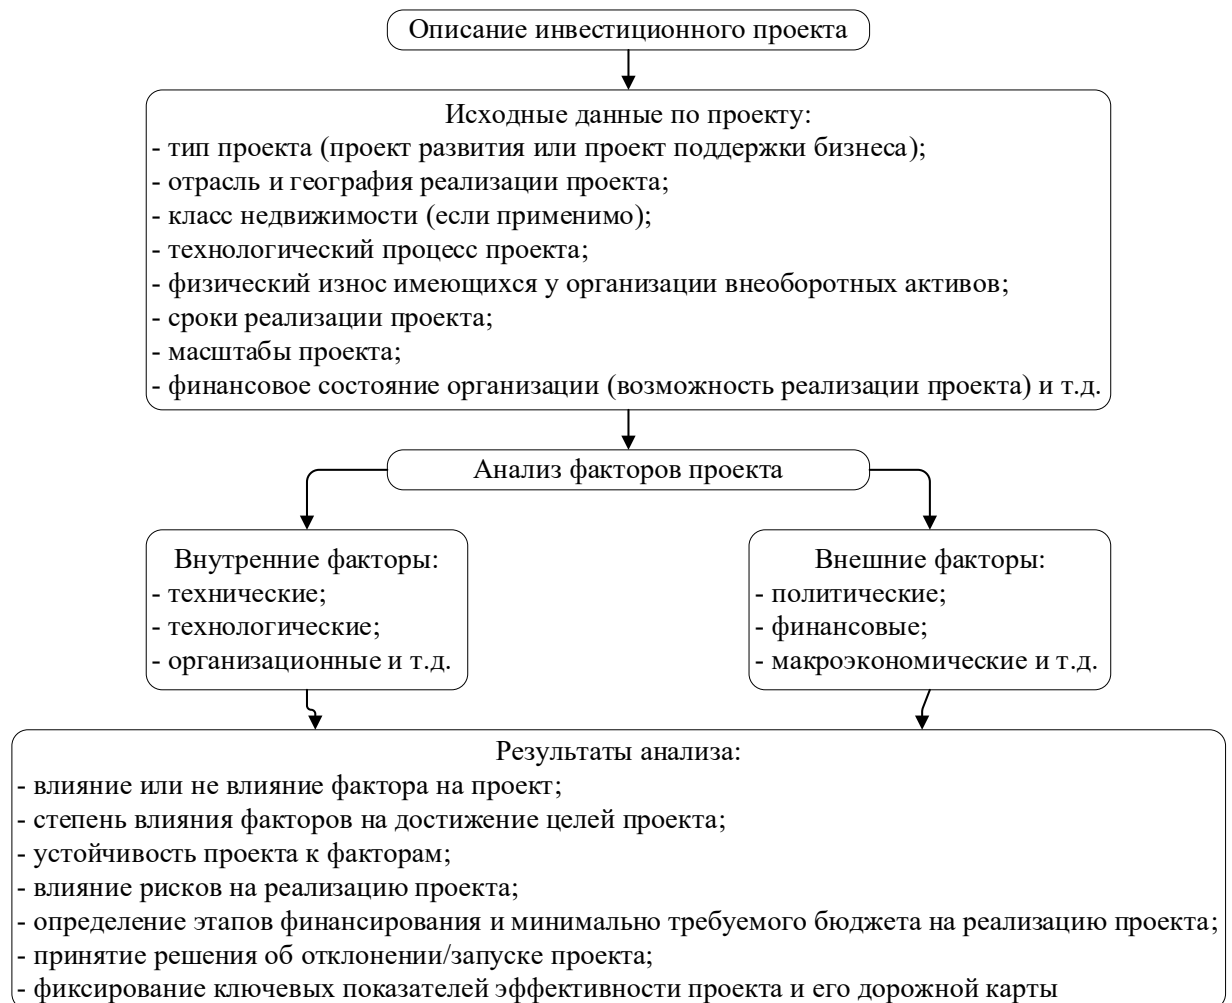 Описание инвестиционного проекта
Исходные данные по проекту:
- тип проекта (проект развития или проект поддержки бизнеса);
- отрасль и география реализации проекта;
- класс недвижимости (если применимо);
- технологический процесс проекта;
- физический износ имеющихся у организации внеоборотных активов;
- сроки реализации проекта;
- масштабы проекта;
- финансовое состояние организации (возможность реализации проекта) и т.д.
Анализ факторов проекта
Внутренние факторы:
- технические;
- технологические;
- организационные и т.д.
Внешние факторы:
- политические;
- финансовые;
- макроэкономические и т.д.
Результаты анализа:
- влияние или не влияние фактора на проект;
- степень влияния факторов на достижение целей проекта;
- устойчивость проекта к факторам;
- влияние рисков на реализацию проекта;
- определение этапов финансирования и минимально требуемого бюджета на реализацию проекта;
- принятие решения об отклонении/запуске проекта;
- фиксирование ключевых показателей эффективности проекта и его дорожной карты